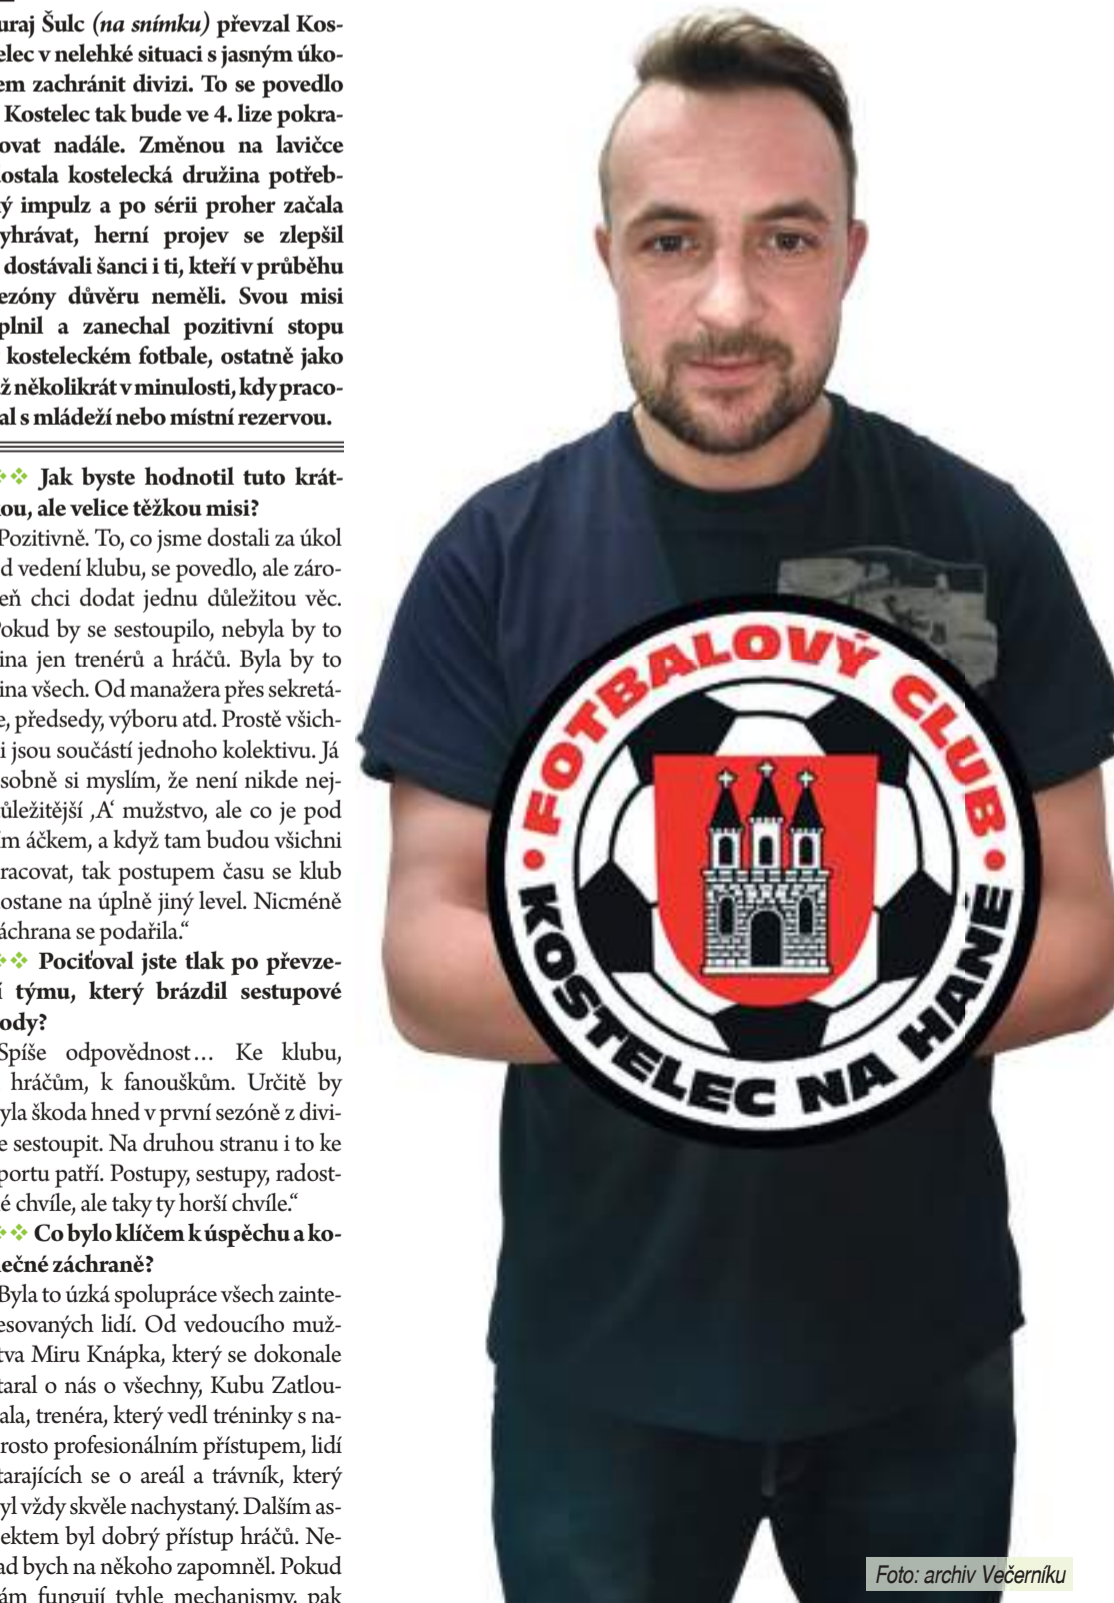 uraj Šulc (na snímku) převzal Kos-
elec v nelehké situaci s jasným úko-
em zachránit divizi. To se povedlo
Kostelec tak bude ve 4. lize pokra-
ovat nadále. Změnou na lavičce
dostala kostelecká družina potřeb-
ý impulz a po sérii proher začala
yhrávat, herní projev se zlepšil
dostávali šanci i ti, kteří v průběhu
ezóny důvěru neměli. Svou misi
plnil a zanechal pozitivní stopu
kosteleckém fotbale, ostatně jako
ž několikrát v minulosti, kdy praco-
al s mládeží nebo místní rezervou.
Jak byste hodnotil tuto krát-
kou, ale velice těžkou misi?
Pozitivně. To, co jsme dostali za úkol
d vedení klubu, se povedlo, ale záro-
eň chci dodat jednu důležitou věc.
Pokud by se sestoupilo, nebyla by to
ina jen trenérů a hráčů. Byla by to
ina všech. Od manažera přes sekretá-
e, předsedy, výboru atd. Prostě všich-
i jsou součástí jednoho kolektivu. Já
sobně si myslím, že není nikde nej-
ůležitější ‚A‘ mužstvo, ale co je pod
ím áčkem, a když tam budou všichni
racovat, tak postupem času se klub
ostane na úplně jiný level. Nicméně
áchrana se podařila.“
Pociťoval jste tlak po převze-
í týmu, který brázdil sestupové
ody?
Spíše odpovědnost… Ke klubu,
hráčům, k fanouškům. Určitě by
yla škoda hned v první sezóně z divi-
e sestoupit. Na druhou stranu i to ke
portu patří. Postupy, sestupy, radost-
é chvíle, ale taky ty horší chvíle.“
Co bylo klíčem k úspěchu a ko-
ečné záchraně?
Byla to úzká spolupráce všech zainte-
esovaných lidí. Od vedoucího muž-
tva Miru Knápka, který se dokonale
taral o nás o všechny, Kubu Zatlou-
ala, trenéra, který vedl tréninky s na-
rosto profesionálním přístupem, lidí
tarajících se o areál a trávník, který
yl vždy skvěle nachystaný. Dalším as-
ektem byl dobrý přístup hráčů. Ne-
ad bych na někoho zapomněl. Pokud
ám fungují tyhle mechanismy, pak
FOTBALOVÝ CLUB
KOSTELEC NA HANÉ
Foto: archiv Večerníku